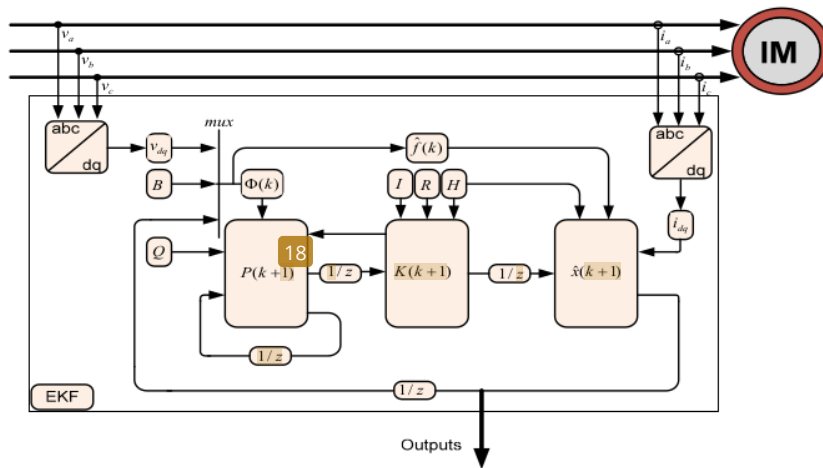 v_a
v_b
v_c
i_a
i_b
i_c
IM
abc
dq
mux
v_dq
B
Q
Φ(k)
f̂(k)
I
R
H
abc
dq
i_dq
18
P(k+1)
1/z
K(k+1)
1/z
x̂(k+1)
1/z
1/z
EKF
Outputs